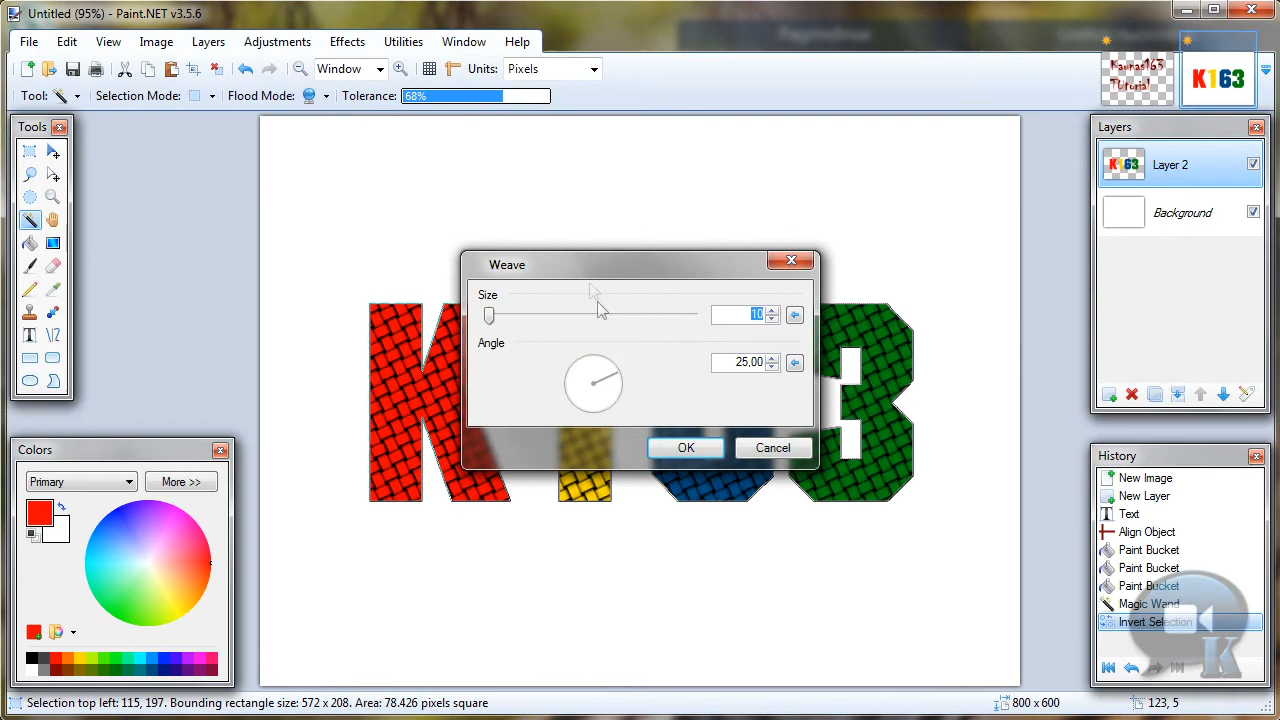 Untitled (95%) - Paint.NET v3.5.6
File Edit View Image Layers Adjustments Effects Utilities Window Help
Window Units: Pixels
Tool: Selection Mode: Flood Mode: Tolerance: 68%
Kaunas163
TUtorial
K163
Tools
Layers
Layer 2
Background
Weave
Size
10
Angle
25,00
OK Cancel
K163
Colors
Primary More >>
History
New Image
New Layer
Text
Align Object
Paint Bucket
Paint Bucket
Paint Bucket
Magic Wand
Invert Selection
K
Selection top left: 115, 197. Bounding rectangle size: 572 x 208. Area: 78.426 pixels square 800 x 600 123, 5